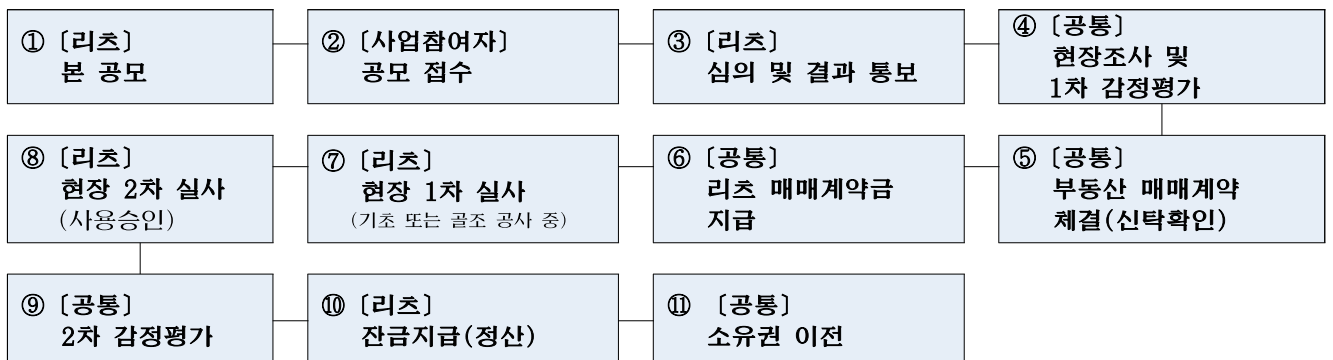 ① 〔리츠〕
본 공모
② 〔사업참여자〕
공모 접수
③ 〔리츠〕
심의 및 결과 통보
④ 〔공통〕
현장조사 및
1차 감정평가
⑤ 〔공통〕
부동산 매매계약
체결(신탁확인)
⑥ 〔공통〕
리츠 매매계약금
지급
⑦ 〔리츠〕
현장 1차 실사
(기초 또는 골조 공사 중)
⑧ 〔리츠〕
현장 2차 실사
(사용승인)
⑨ 〔공통〕
2차 감정평가
⑩ 〔리츠〕
잔금지급(정산)
⑪ 〔공통〕
소유권 이전